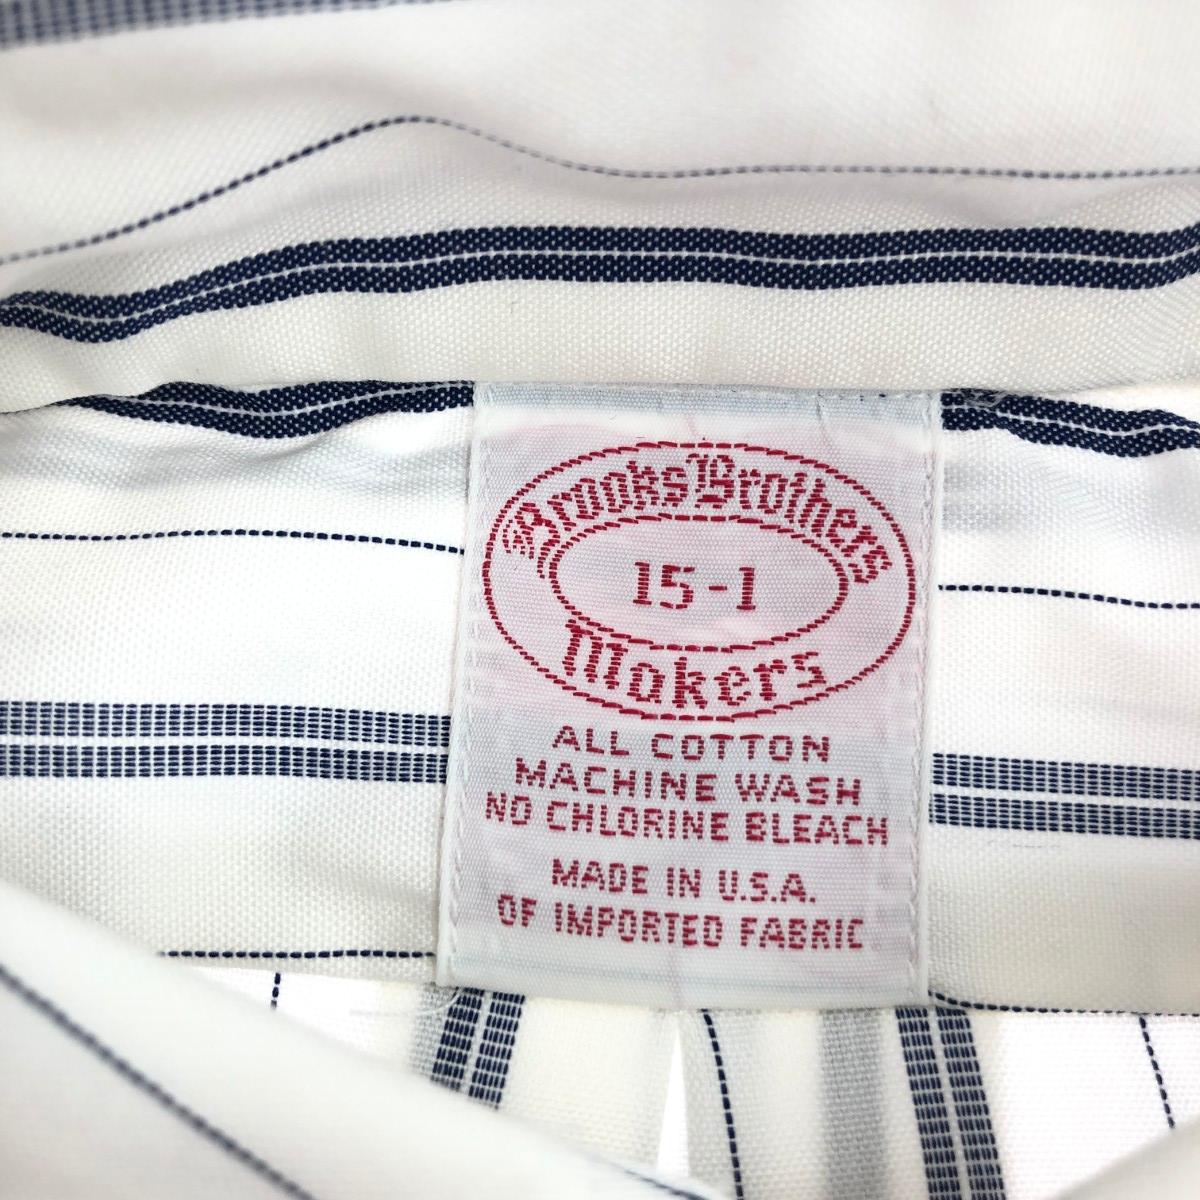 Brooks Brothers
15-1
Makers
ALL COTTON
MACHINE WASH
NO CHLORINE BLEACH
MADE IN U.S.A.
OF IMPORTED FABRIC